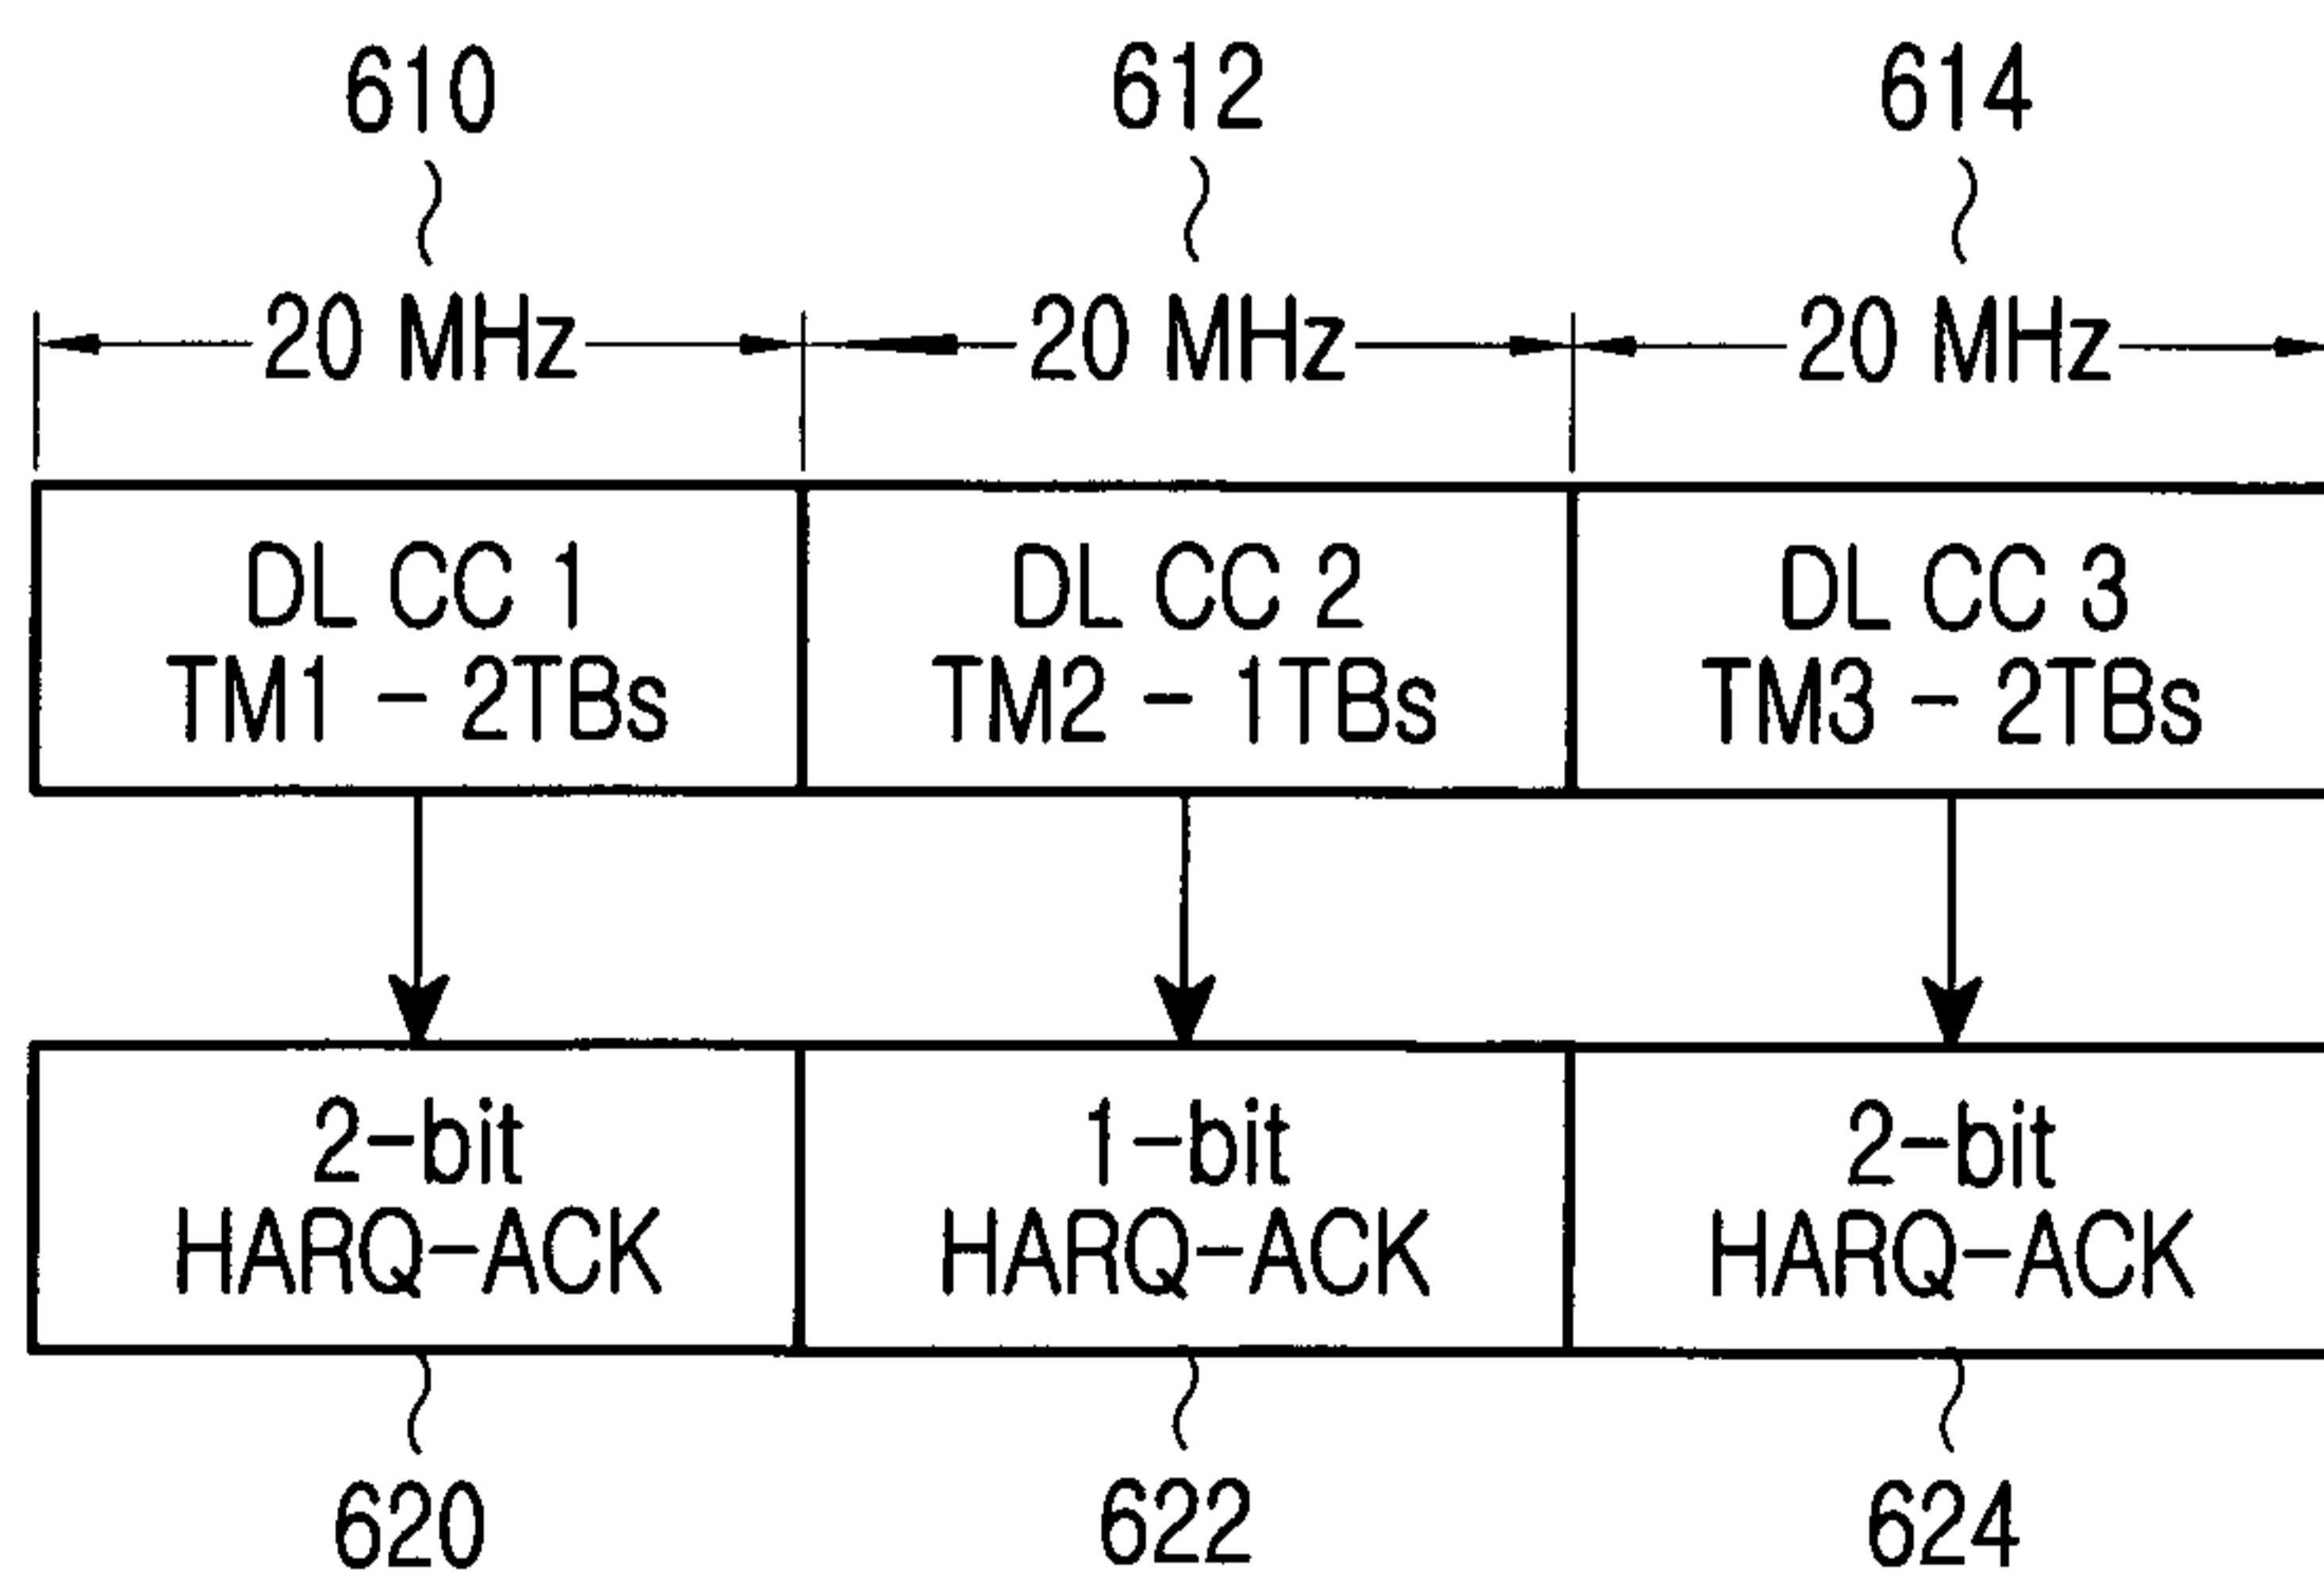 610 612 614
20 MHz 20 MHz 20 MHz
DL CC 1 DL CC 2 DL CC 3
TM1 - 2TBs TM2 - 1TBs TM3 - 2TBs
2-bit 1-bit 2-bit
HARQ-ACK HARQ-ACK HARQ-ACK
620 622 624